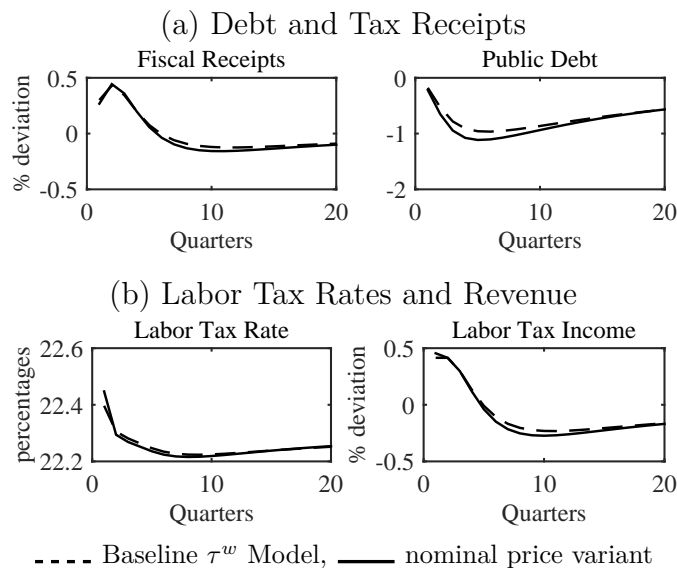 (a) Debt and Tax Receipts
Fiscal Receipts
Public Debt
% deviation
0.5
0
-0.5
0 10 20
Quarters
0
-1
-2
0 10 20
Quarters
(b) Labor Tax Rates and Revenue
Labor Tax Rate
Labor Tax Income
percentages
22.6
22.4
22.2
0 10 20
Quarters
% deviation
0.5
0
-0.5
0 10 20
Quarters
Baseline τ^w Model, nominal price variant